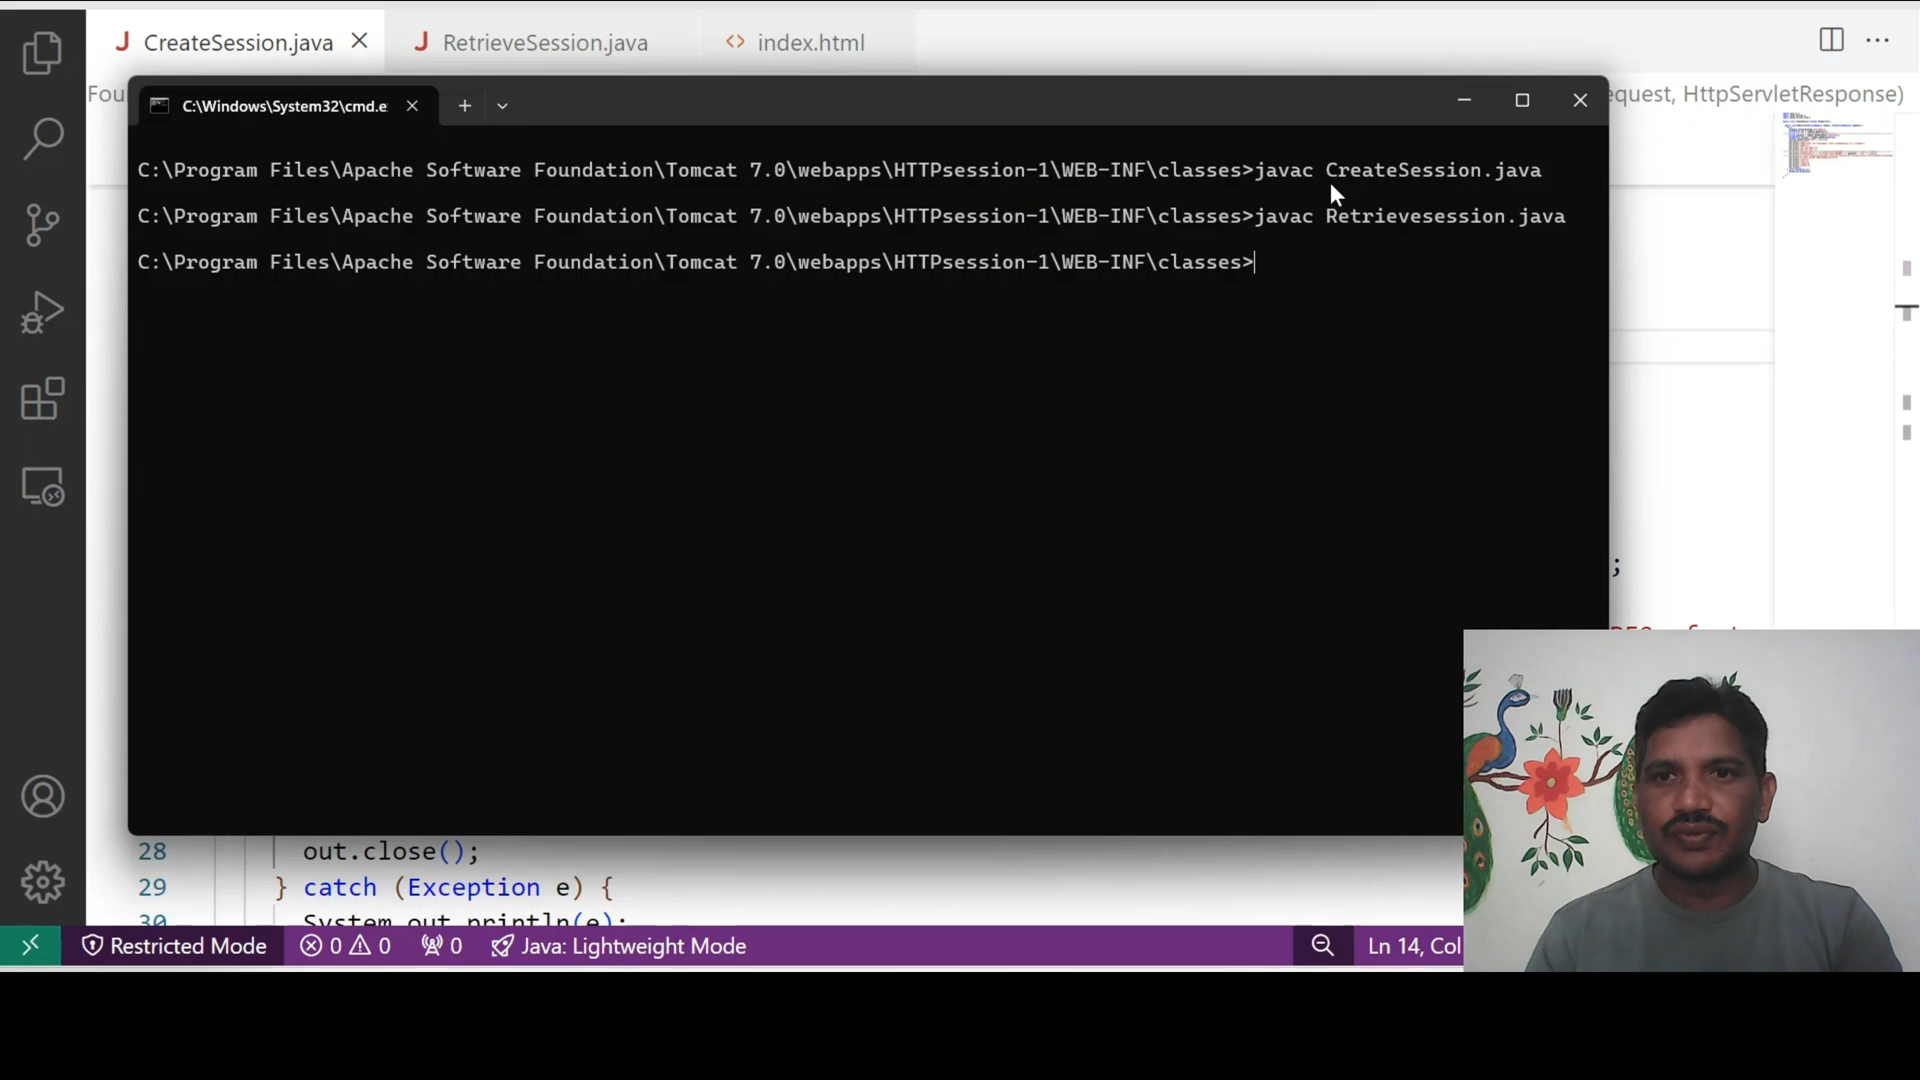 CreateSession.java
RetrieveSession.java
index.html
Fou
equest, HttpServletResponse)
C:\Windows\System32\cmd.e
C:\Program Files\Apache Software Foundation\Tomcat 7.0\webapps\HTTPsession-1\WEB-INF\classes>javac CreateSession.java
C:\Program Files\Apache Software Foundation\Tomcat 7.0\webapps\HTTPsession-1\WEB-INF\classes>javac Retrievesession.java
C:\Program Files\Apache Software Foundation\Tomcat 7.0\webapps\HTTPsession-1\WEB-INF\classes>
;
28 out.close();
29 } catch (Exception e) {
30 System.out.println(e);
Restricted Mode 0 0 0 Java: Lightweight Mode Ln 14, Col